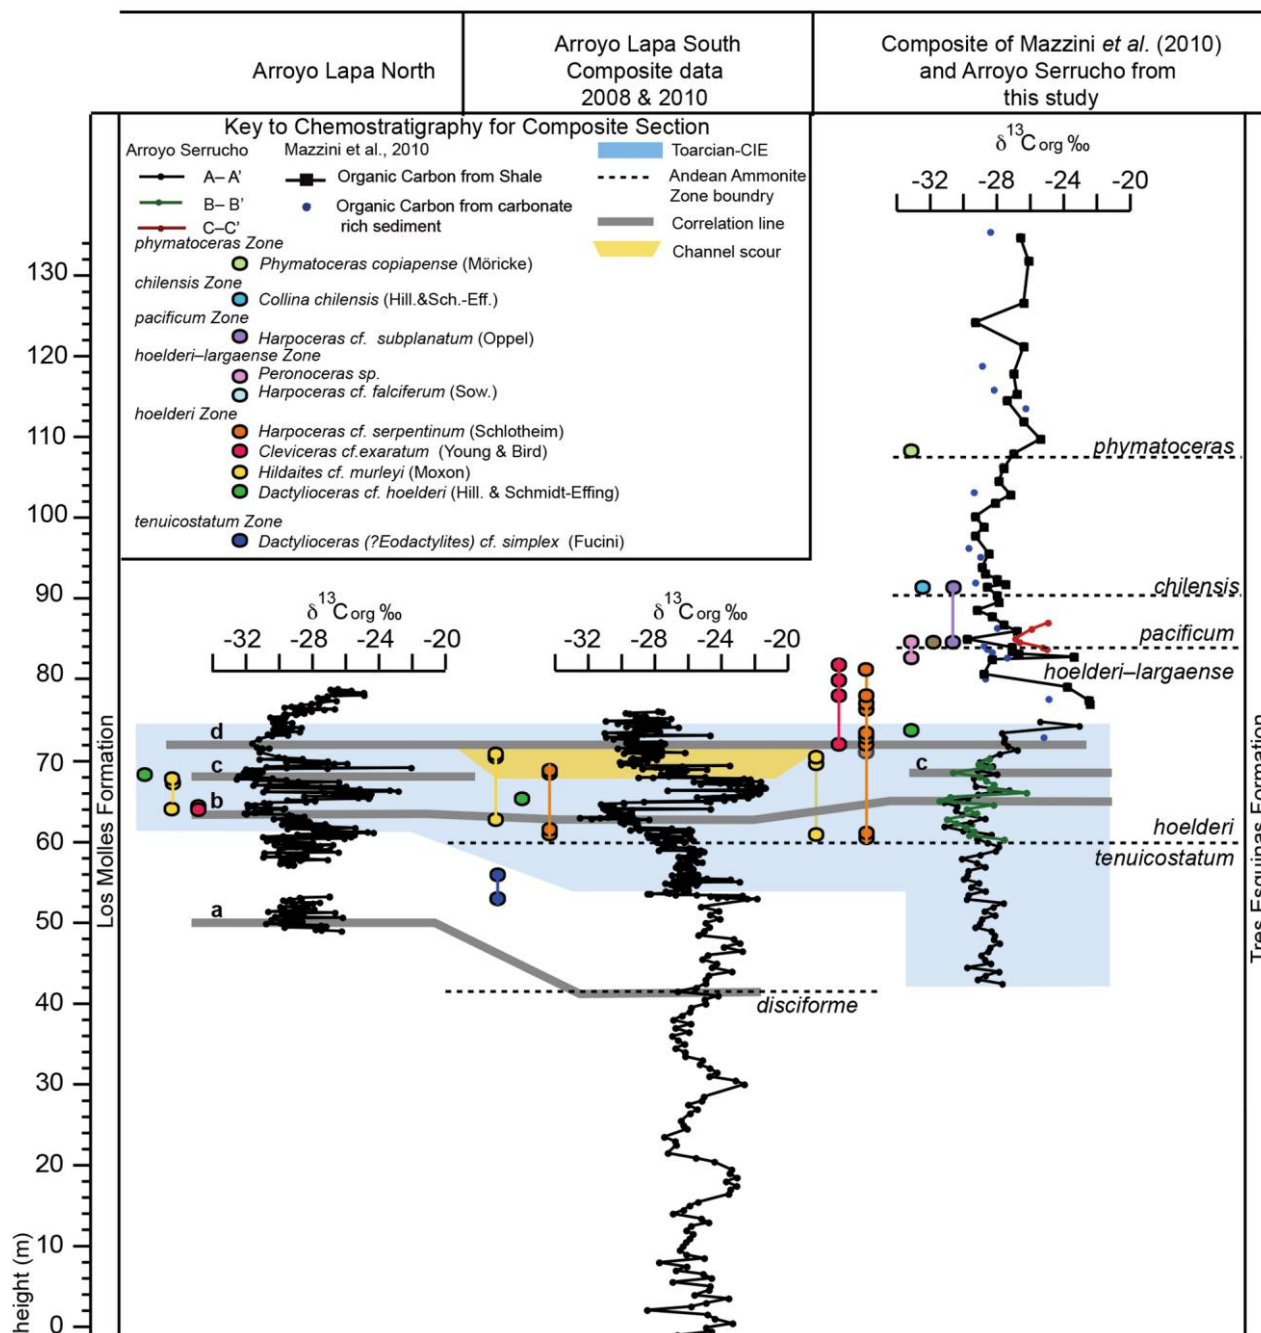 Arroyo Lapa North
Arroyo Lapa South
Composite data
2008 & 2010
Composite of Mazzini et al. (2010)
and Arroyo Serrucho from
this study
Key to Chemostratigraphy for Composite Section
Arroyo Serrucho
A–A'
B–B'
C–C'
Mazzini et al., 2010
Organic Carbon from Shale
Organic Carbon from carbonate
rich sediment
Toarcian-CIE
Andean Ammonite
Zone boundry
Correlation line
Channel scour
phymatoceras Zone
Phymatoceras copiapense (Möricke)
chilensis Zone
Collina chilensis (Hill.&Sch.-Eff.)
pacificum Zone
Harpoceras cf. subplanatum (Oppel)
hoelderi–largaense Zone
Peronoceras sp.
Harpoceras cf. falciferum (Sow.)
hoelderi Zone
Harpoceras cf. serpentinum (Schlotheim)
Cleviceras cf.exaratum (Young & Bird)
Hildaites cf. murleyi (Moxon)
Dactylioceras cf. hoelderi (Hill. & Schmidt-Effing)
tenuicostatum Zone
Dactylioceras (?Eodactylites) cf. simplex (Fucini)
δ13Corg ‰
-32 -28 -24 -20
δ13Corg ‰
-32 -28 -24 -20
δ13Corg ‰
-32 -28 -24 -20
130
120
110
100
90
80
70
60
50
40
30
20
10
0
height (m)
Los Molles Formation
Tres Esquinas Formation
d
c
b
a
c
phymatoceras
chilensis
pacificum
hoelderi–largaense
hoelderi
tenuicostatum
disciforme